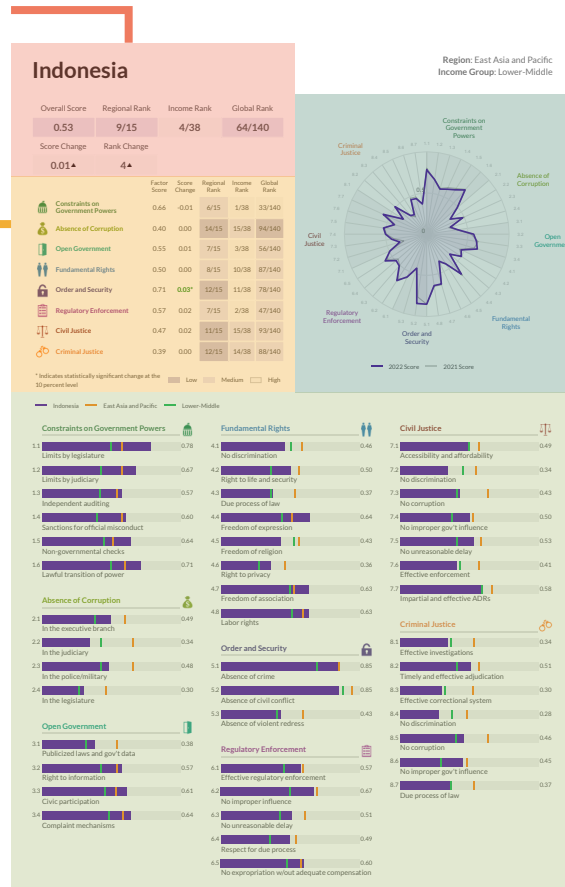 Indonesia
Region: East Asia and Pacific
Income Group: Lower-Middle
Overall Score Regional Rank Income Rank Global Rank
0.53 9/15 4/38 64/140
Score Change Rank Change
0.01▲ 4▲
Factor Score Score Change Regional Rank Income Rank Global Rank
Constraints on Government Powers 0.66 -0.01 6/15 1/38 33/140
Absence of Corruption 0.40 0.00 14/15 15/38 94/140
Open Government 0.55 0.01 7/15 3/38 56/140
Fundamental Rights 0.50 0.00 8/15 10/38 87/140
Order and Security 0.71 0.03* 12/15 11/38 78/140
Regulatory Enforcement 0.57 0.02 7/15 2/38 47/140
Civil Justice 0.47 0.02 11/15 15/38 93/140
Criminal Justice 0.39 0.00 12/15 14/38 88/140
* Indicates statistically significant change at the
10 percent level
Low Medium High
Constraints on
Government
Powers
Absence of
Corruption
Open
Governme
Fundamental
Rights
Order and
Security
Regulatory
Enforcement
Civil
Justice
Criminal
Justice
0
2022 Score 2021 Score
Indonesia East Asia and Pacific Lower-Middle
Constraints on Government Powers
1.1 0.78
Limits by legislature
1.2 0.67
Limits by judiciary
1.3 0.57
Independent auditing
1.4 0.60
Sanctions for official misconduct
1.5 0.64
Non-governmental checks
1.6 0.71
Lawful transition of power
Absence of Corruption
2.1 0.49
In the executive branch
2.2 0.34
In the judiciary
2.3 0.48
In the police/military
2.4 0.30
In the legislature
Open Government
3.1 0.38
Publicized laws and gov't data
3.2 0.57
Right to information
3.3 0.61
Civic participation
3.4 0.64
Complaint mechanisms
Fundamental Rights
4.1 0.46
No discrimination
4.2 0.50
Right to life and security
4.3 0.37
Due process of law
4.4 0.64
Freedom of expression
4.5 0.43
Freedom of religion
4.6 0.36
Right to privacy
4.7 0.63
Freedom of association
4.8 0.63
Labor rights
Order and Security
5.1 0.85
Absence of crime
5.2 0.85
Absence of civil conflict
5.3 0.43
Absence of violent redress
Regulatory Enforcement
6.1 0.57
Effective regulatory enforcement
6.2 0.67
No improper influence
6.3 0.51
No unreasonable delay
6.4 0.49
Respect for due process
6.5 0.60
No expropriation w/out adequate compensation
Civil Justice
7.1 0.49
Accessibility and affordability
7.2 0.34
No discrimination
7.3 0.43
No corruption
7.4 0.50
No improper gov't influence
7.5 0.53
No unreasonable delay
7.6 0.41
Effective enforcement
7.7 0.58
Impartial and effective ADRs
Criminal Justice
8.1 0.34
Effective investigations
8.2 0.51
Timely and effective adjudication
8.3 0.30
Effective correctional system
8.4 0.28
No discrimination
8.5 0.46
No corruption
8.6 0.45
No improper gov't influence
8.7 0.37
Due process of law